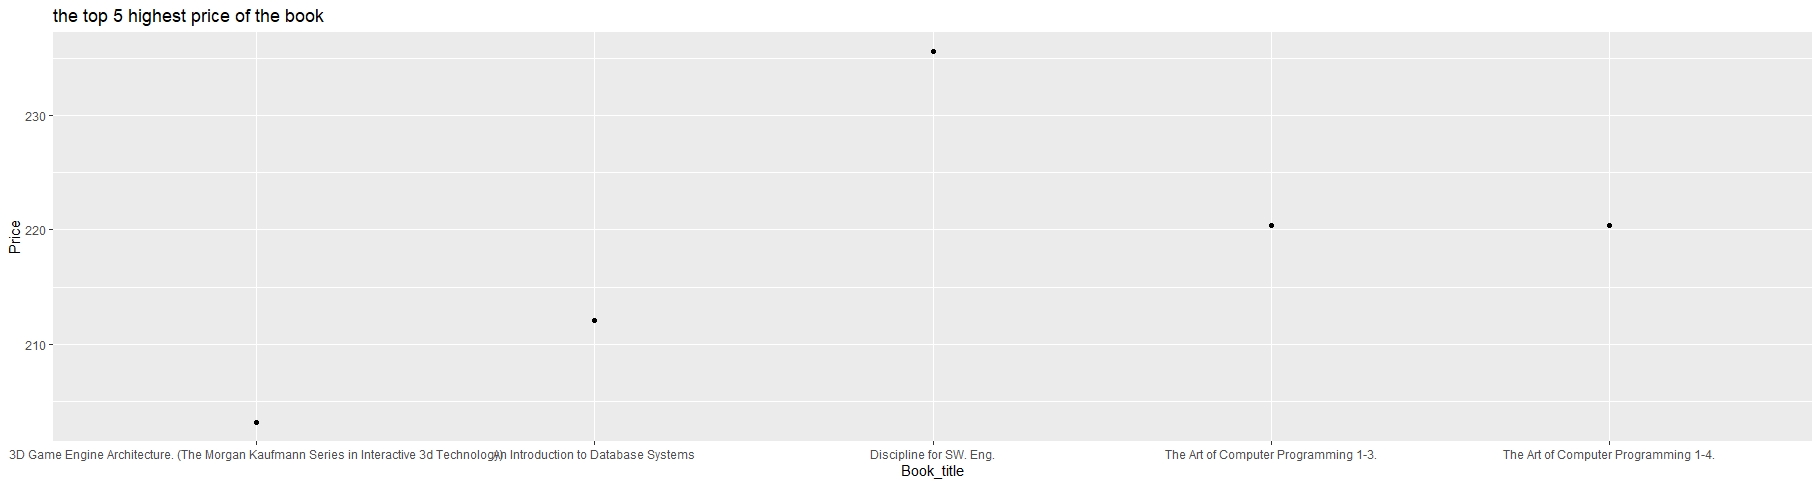 the top 5 highest price of the book
Price
230
220
210
3D Game Engine Architecture. (The Morgan Kaufmann Series in Interactive 3d Technology)
An Introduction to Database Systems
Discipline for SW. Eng.
The Art of Computer Programming 1-3.
The Art of Computer Programming 1-4.
Book_title